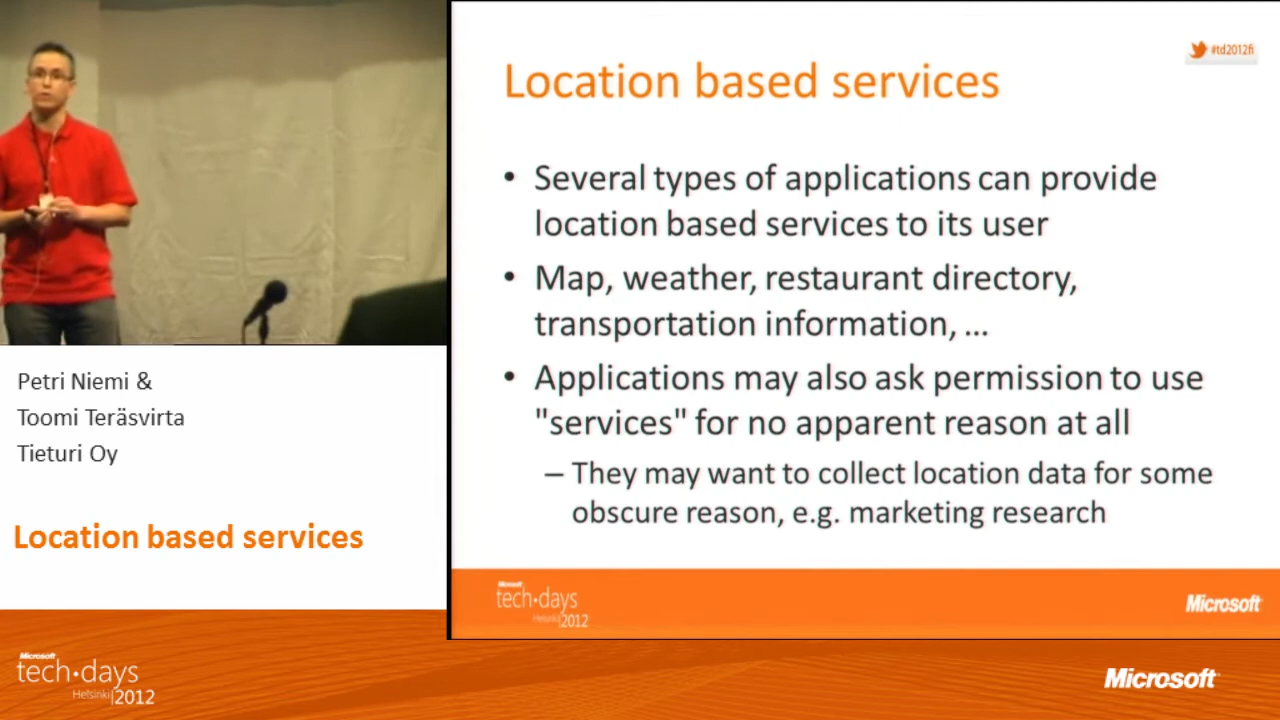 #td2012fi
Location based services
• Several types of applications can provide
location based services to its user
• Map, weather, restaurant directory,
transportation information, ...
• Applications may also ask permission to use
"services" for no apparent reason at all
– They may want to collect location data for some
obscure reason, e.g. marketing research
Microsoft
tech•days
Helsinki|2012
Microsoft
Petri Niemi &
Toomi Teräsvirta
Tieturi Oy
Location based services
Microsoft
tech•days
Helsinki|2012
Microsoft